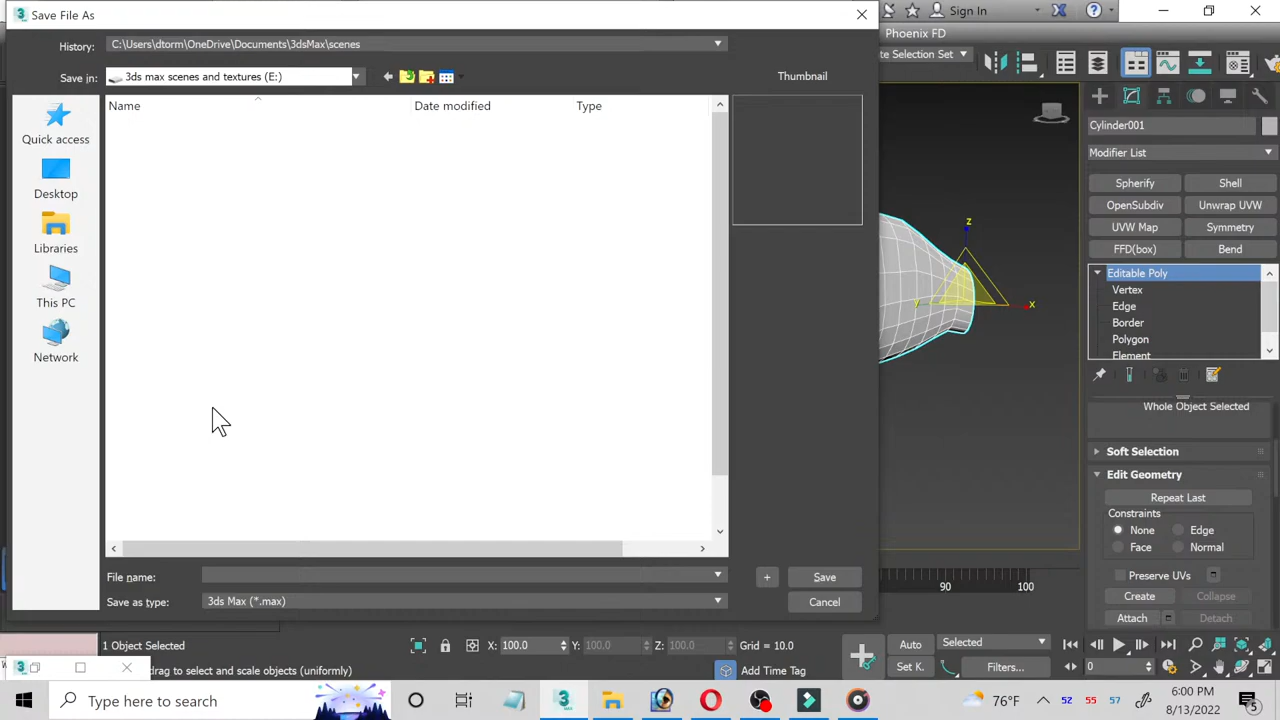 Save File As
Sign In
History:
C:\Users\dtorm\OneDrive\Documents\3dsMax\scenes
Phoenix FD
Save in:
3ds max scenes and textures (E:)
Thumbnail
Selection Set
Name
Date modified
Type
Quick access
Desktop
Libraries
This PC
Network
Cylinder001
Modifier List
Spherify
Shell
OpenSubdiv
Unwrap UVW
UVW Map
Symmetry
FFD(box)
Bend
z
y
x
Editable Poly
Vertex
Edge
Border
Polygon
Element
Whole Object Selected
Soft Selection
Edit Geometry
Repeat Last
Constraints
None
Edge
Face
Normal
Preserve UVs
Create
Collapse
Attach
Detach
File name:
Save
Save as type:
3ds Max (*.max)
Cancel
90
100
1 Object Selected
X: 100.0
Y: 100.0
Z: 100.0
Grid = 10.0
Auto
Selected
drag to select and scale objects (uniformly)
Add Time Tag
Set K.
Filters...
0
Type here to search
76°F
52
55
57
6:00 PM
8/13/2022
5